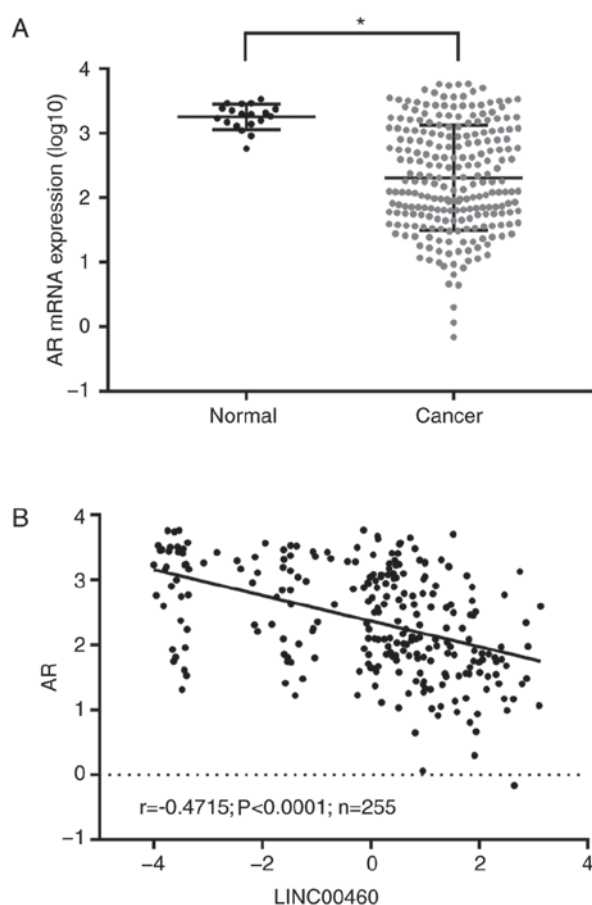 A
*
AR mRNA expression (log10)
4
3
2
1
0
−1
Normal
Cancer
B
AR
4
3
2
1
0
−1
r=-0.4715; P<0.0001; n=255
−4
−2
0
2
4
LINC00460